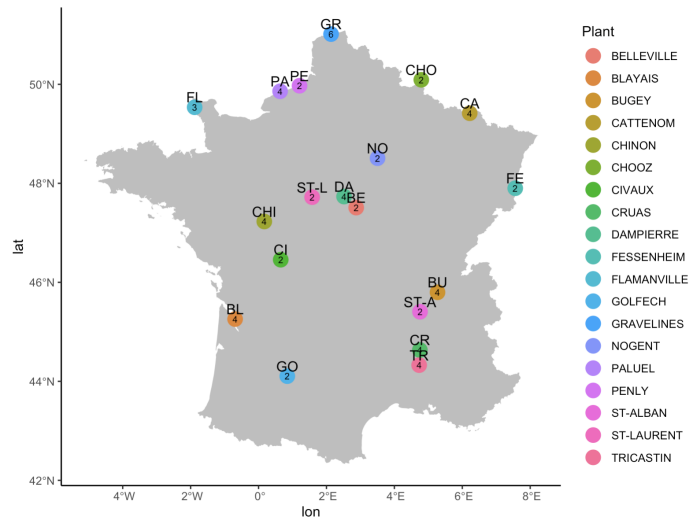 GR
6
Plant
BELLEVILLE
BLAYAIS
BUGEY
CATTENOM
CHINON
CHOOZ
CIVAUX
CRUAS
DAMPIERRE
FESSENHEIM
FLAMANVILLE
GOLFECH
GRAVELINES
NOGENT
PALUEL
PENLY
ST-ALBAN
ST-LAURENT
TRICASTIN
50°N
48°N
46°N
44°N
42°N
lat
CHO
2
PE
2
PA
4
FL
3
CA
4
NO
2
FE
2
ST-L
2
DA
4
BE
2
CHI
4
CI
2
BU
4
ST-A
2
BL
4
CR
TR
4
GO
2
4°W
2°W
0°
2°E
4°E
6°E
8°E
lon